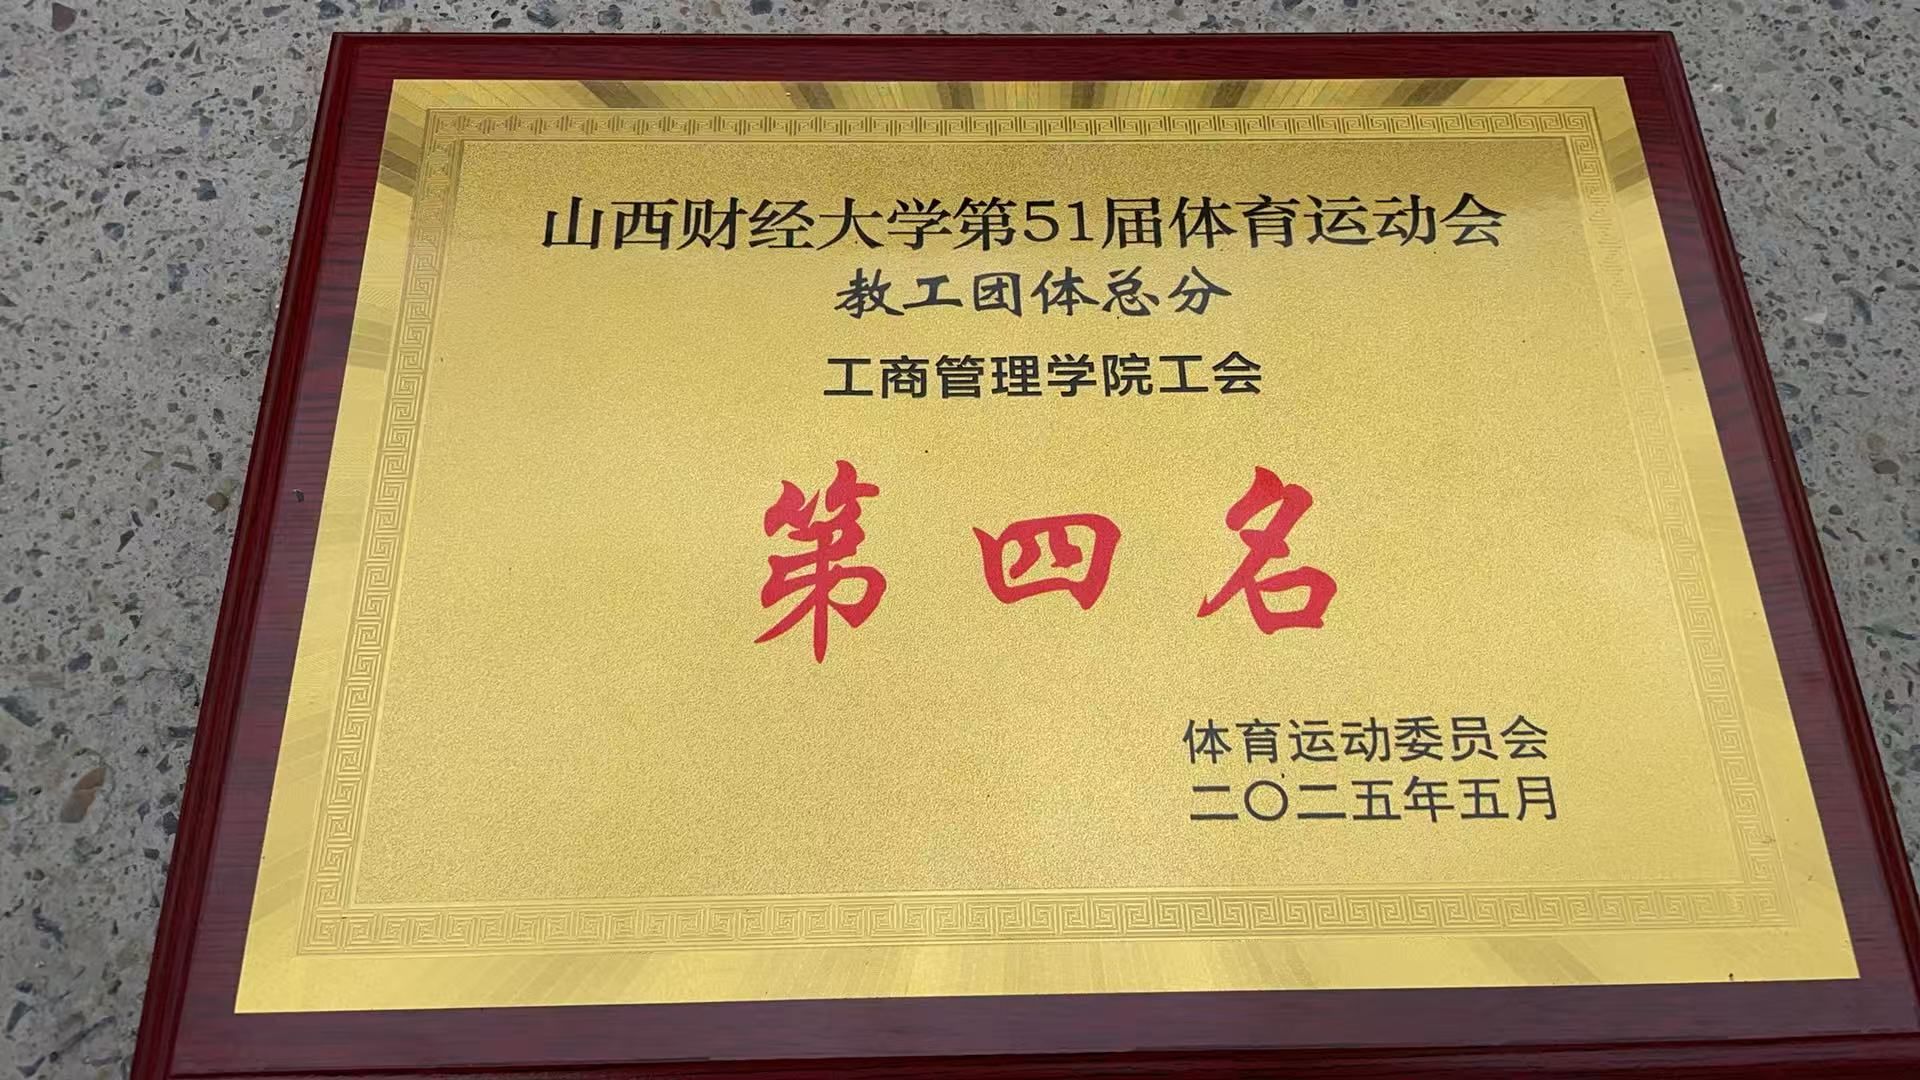 山西财经大学第51届体育运动会
教工团体总分
工商管理学院工会
第四名
体育运动委员会
二〇二五年五月